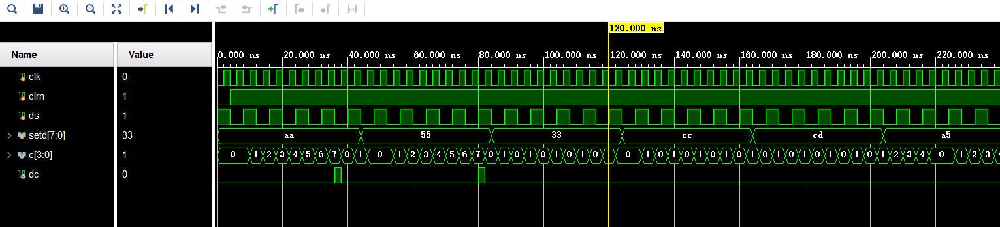 120.000 ns
Name Value 0.000 ns 20.000 ns 40.000 ns 60.000 ns 80.000 ns 100.000 ns 120.000 ns 140.000 ns 160.000 ns 180.000 ns 200.000 ns 220.000 ns
clk 0
clrn 1
ds 1
setd[7:0] 33 aa 55 33 cc cd a5
c[3:0] 1 0 1 2 3 4 5 6 7 0 1 0 1 2 3 4 5 6 7 0 1 0 1 0 1 0 1 0 1 0 1 0 1 0 1 0 1 0 1 0 1 0 1 0 1 0 1 0 1 2 3 4 0 1 2 3 4
dc 0